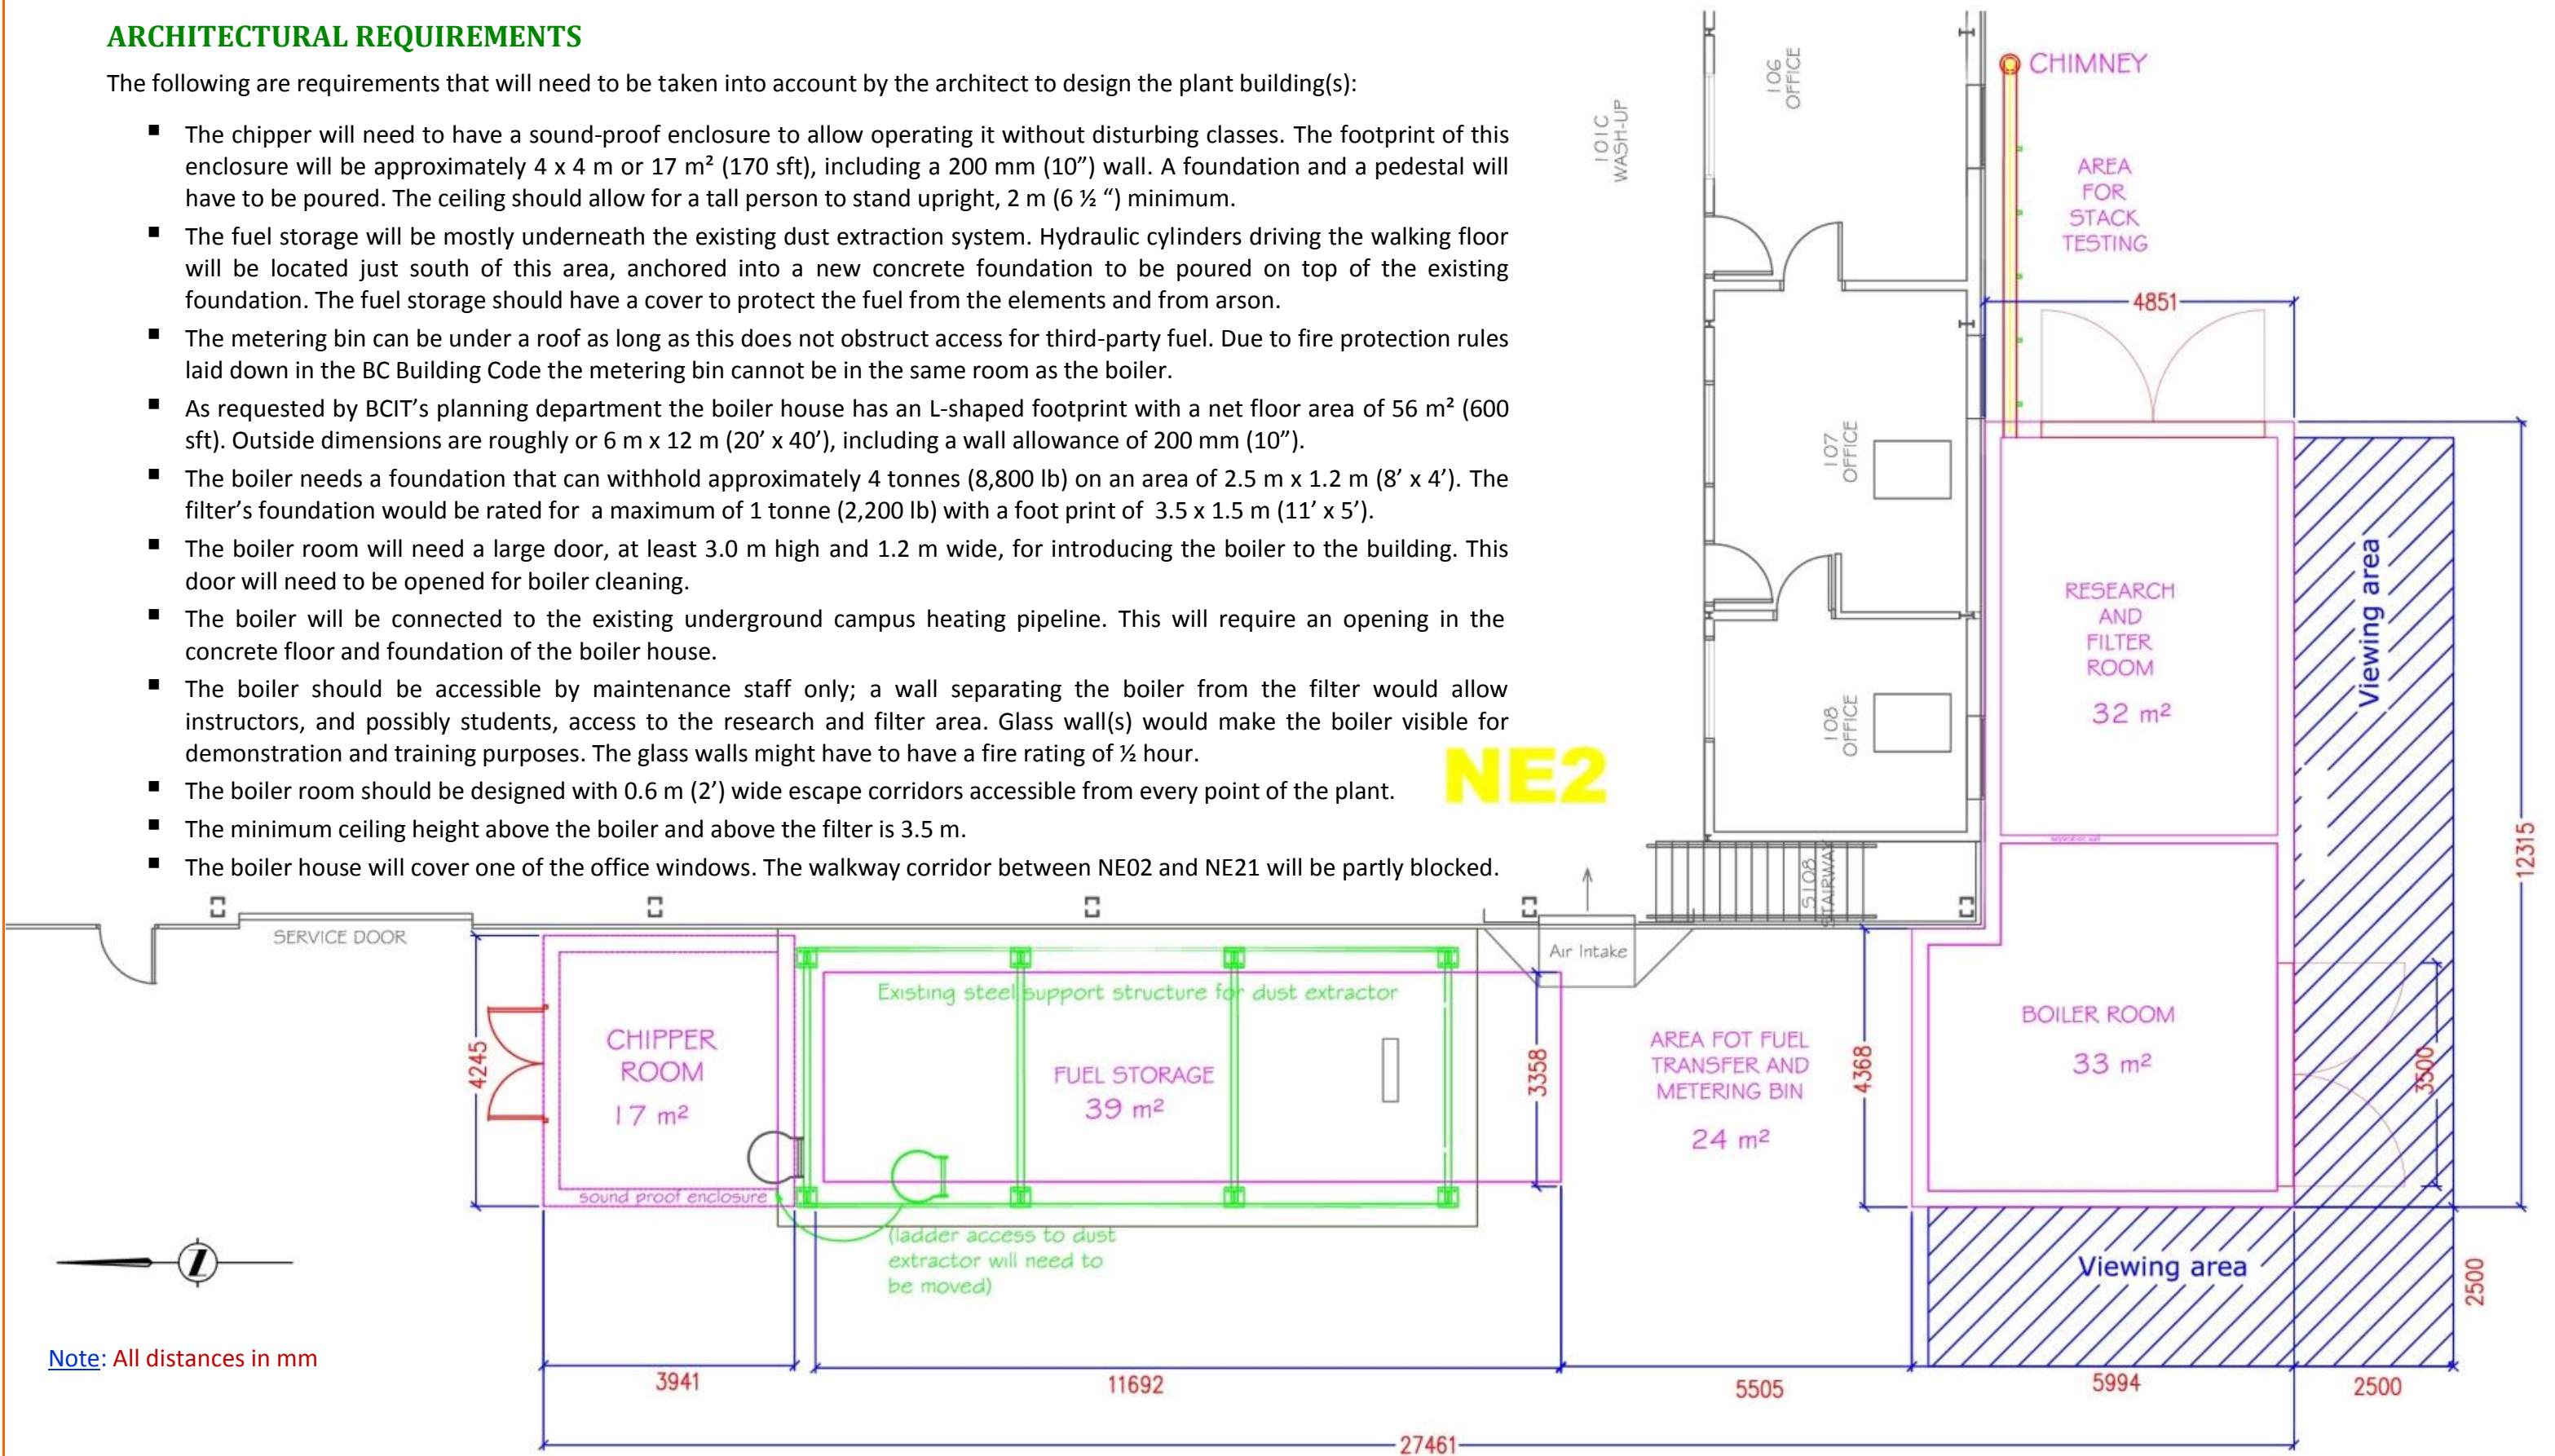 ARCHITECTURAL REQUIREMENTS
The following are requirements that will need to be taken into account by the architect to design the plant building(s):
▪ The chipper will need to have a sound-proof enclosure to allow operating it without disturbing classes. The footprint of this
enclosure will be approximately 4 x 4 m or 17 m² (170 sft), including a 200 mm (10”) wall. A foundation and a pedestal will
have to be poured. The ceiling should allow for a tall person to stand upright, 2 m (6 ½ “) minimum.
▪ The fuel storage will be mostly underneath the existing dust extraction system. Hydraulic cylinders driving the walking floor
will be located just south of this area, anchored into a new concrete foundation to be poured on top of the existing
foundation. The fuel storage should have a cover to protect the fuel from the elements and from arson.
▪ The metering bin can be under a roof as long as this does not obstruct access for third-party fuel. Due to fire protection rules
laid down in the BC Building Code the metering bin cannot be in the same room as the boiler.
▪ As requested by BCIT’s planning department the boiler house has an L-shaped footprint with a net floor area of 56 m² (600
sft). Outside dimensions are roughly or 6 m x 12 m (20’ x 40’), including a wall allowance of 200 mm (10”).
▪ The boiler needs a foundation that can withhold approximately 4 tonnes (8,800 lb) on an area of 2.5 m x 1.2 m (8’ x 4’). The
filter’s foundation would be rated for a maximum of 1 tonne (2,200 lb) with a foot print of 3.5 x 1.5 m (11’ x 5’).
▪ The boiler room will need a large door, at least 3.0 m high and 1.2 m wide, for introducing the boiler to the building. This
door will need to be opened for boiler cleaning.
▪ The boiler will be connected to the existing underground campus heating pipeline. This will require an opening in the
concrete floor and foundation of the boiler house.
▪ The boiler should be accessible by maintenance staff only; a wall separating the boiler from the filter would allow
instructors, and possibly students, access to the research and filter area. Glass wall(s) would make the boiler visible for
demonstration and training purposes. The glass walls might have to have a fire rating of ½ hour.
▪ The boiler room should be designed with 0.6 m (2’) wide escape corridors accessible from every point of the plant.
▪ The minimum ceiling height above the boiler and above the filter is 3.5 m.
▪ The boiler house will cover one of the office windows. The walkway corridor between NE02 and NE21 will be partly blocked.
101C
WASH-UP
106
OFFICE
CHIMNEY
AREA
FOR
STACK
TESTING
4851
107
OFFICE
RESEARCH
AND
FILTER
ROOM
32 m²
Viewing area
108
OFFICE
NE2
12315
separation wall
S108
STAIRWAY
SERVICE DOOR
Air Intake
4245
CHIPPER
ROOM
17 m²
sound proof enclosure
Existing steel support structure for dust extractor
FUEL STORAGE
39 m²
3358
AREA FOT FUEL
TRANSFER AND
METERING BIN
24 m²
4368
BOILER ROOM
33 m²
3500
(ladder access to dust
extractor will need to
be moved)
Z
Viewing area
2500
Note: All distances in mm
3941
11692
5505
5994
2500
27461